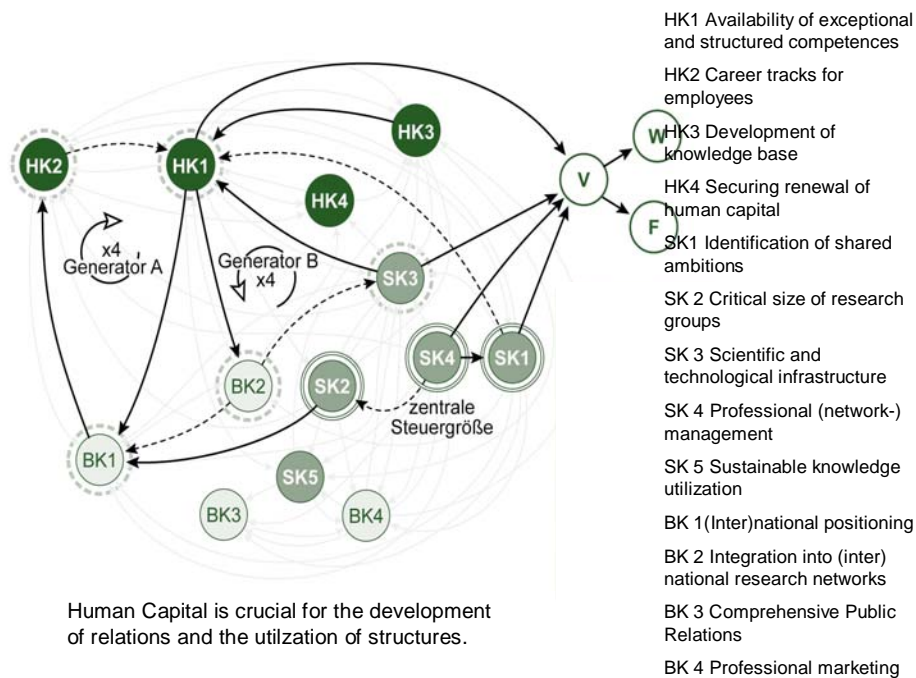 HK1 Availability of exceptional
and structured competences
HK2 Career tracks for
employees
HK3 Development of
knowledge base
HK4 Securing renewal of
human capital
SK1 Identification of shared
ambitions
SK 2 Critical size of research
groups
SK 3 Scientific and
technological infrastructure
SK 4 Professional (network-)
management
SK 5 Sustainable knowledge
utilization
BK 1(Inter)national positioning
BK 2 Integration into (inter)
national research networks
BK 3 Comprehensive Public
Relations
BK 4 Professional marketing
HK3
HK2
HK1
HK4
V
W
F
x4
Generator A
Generator B
x4
SK3
BK2
SK2
SK4
SK1
zentrale
Steuergröße
BK1
SK5
BK3
BK4
Human Capital is crucial for the development
of relations and the utilzation of structures.